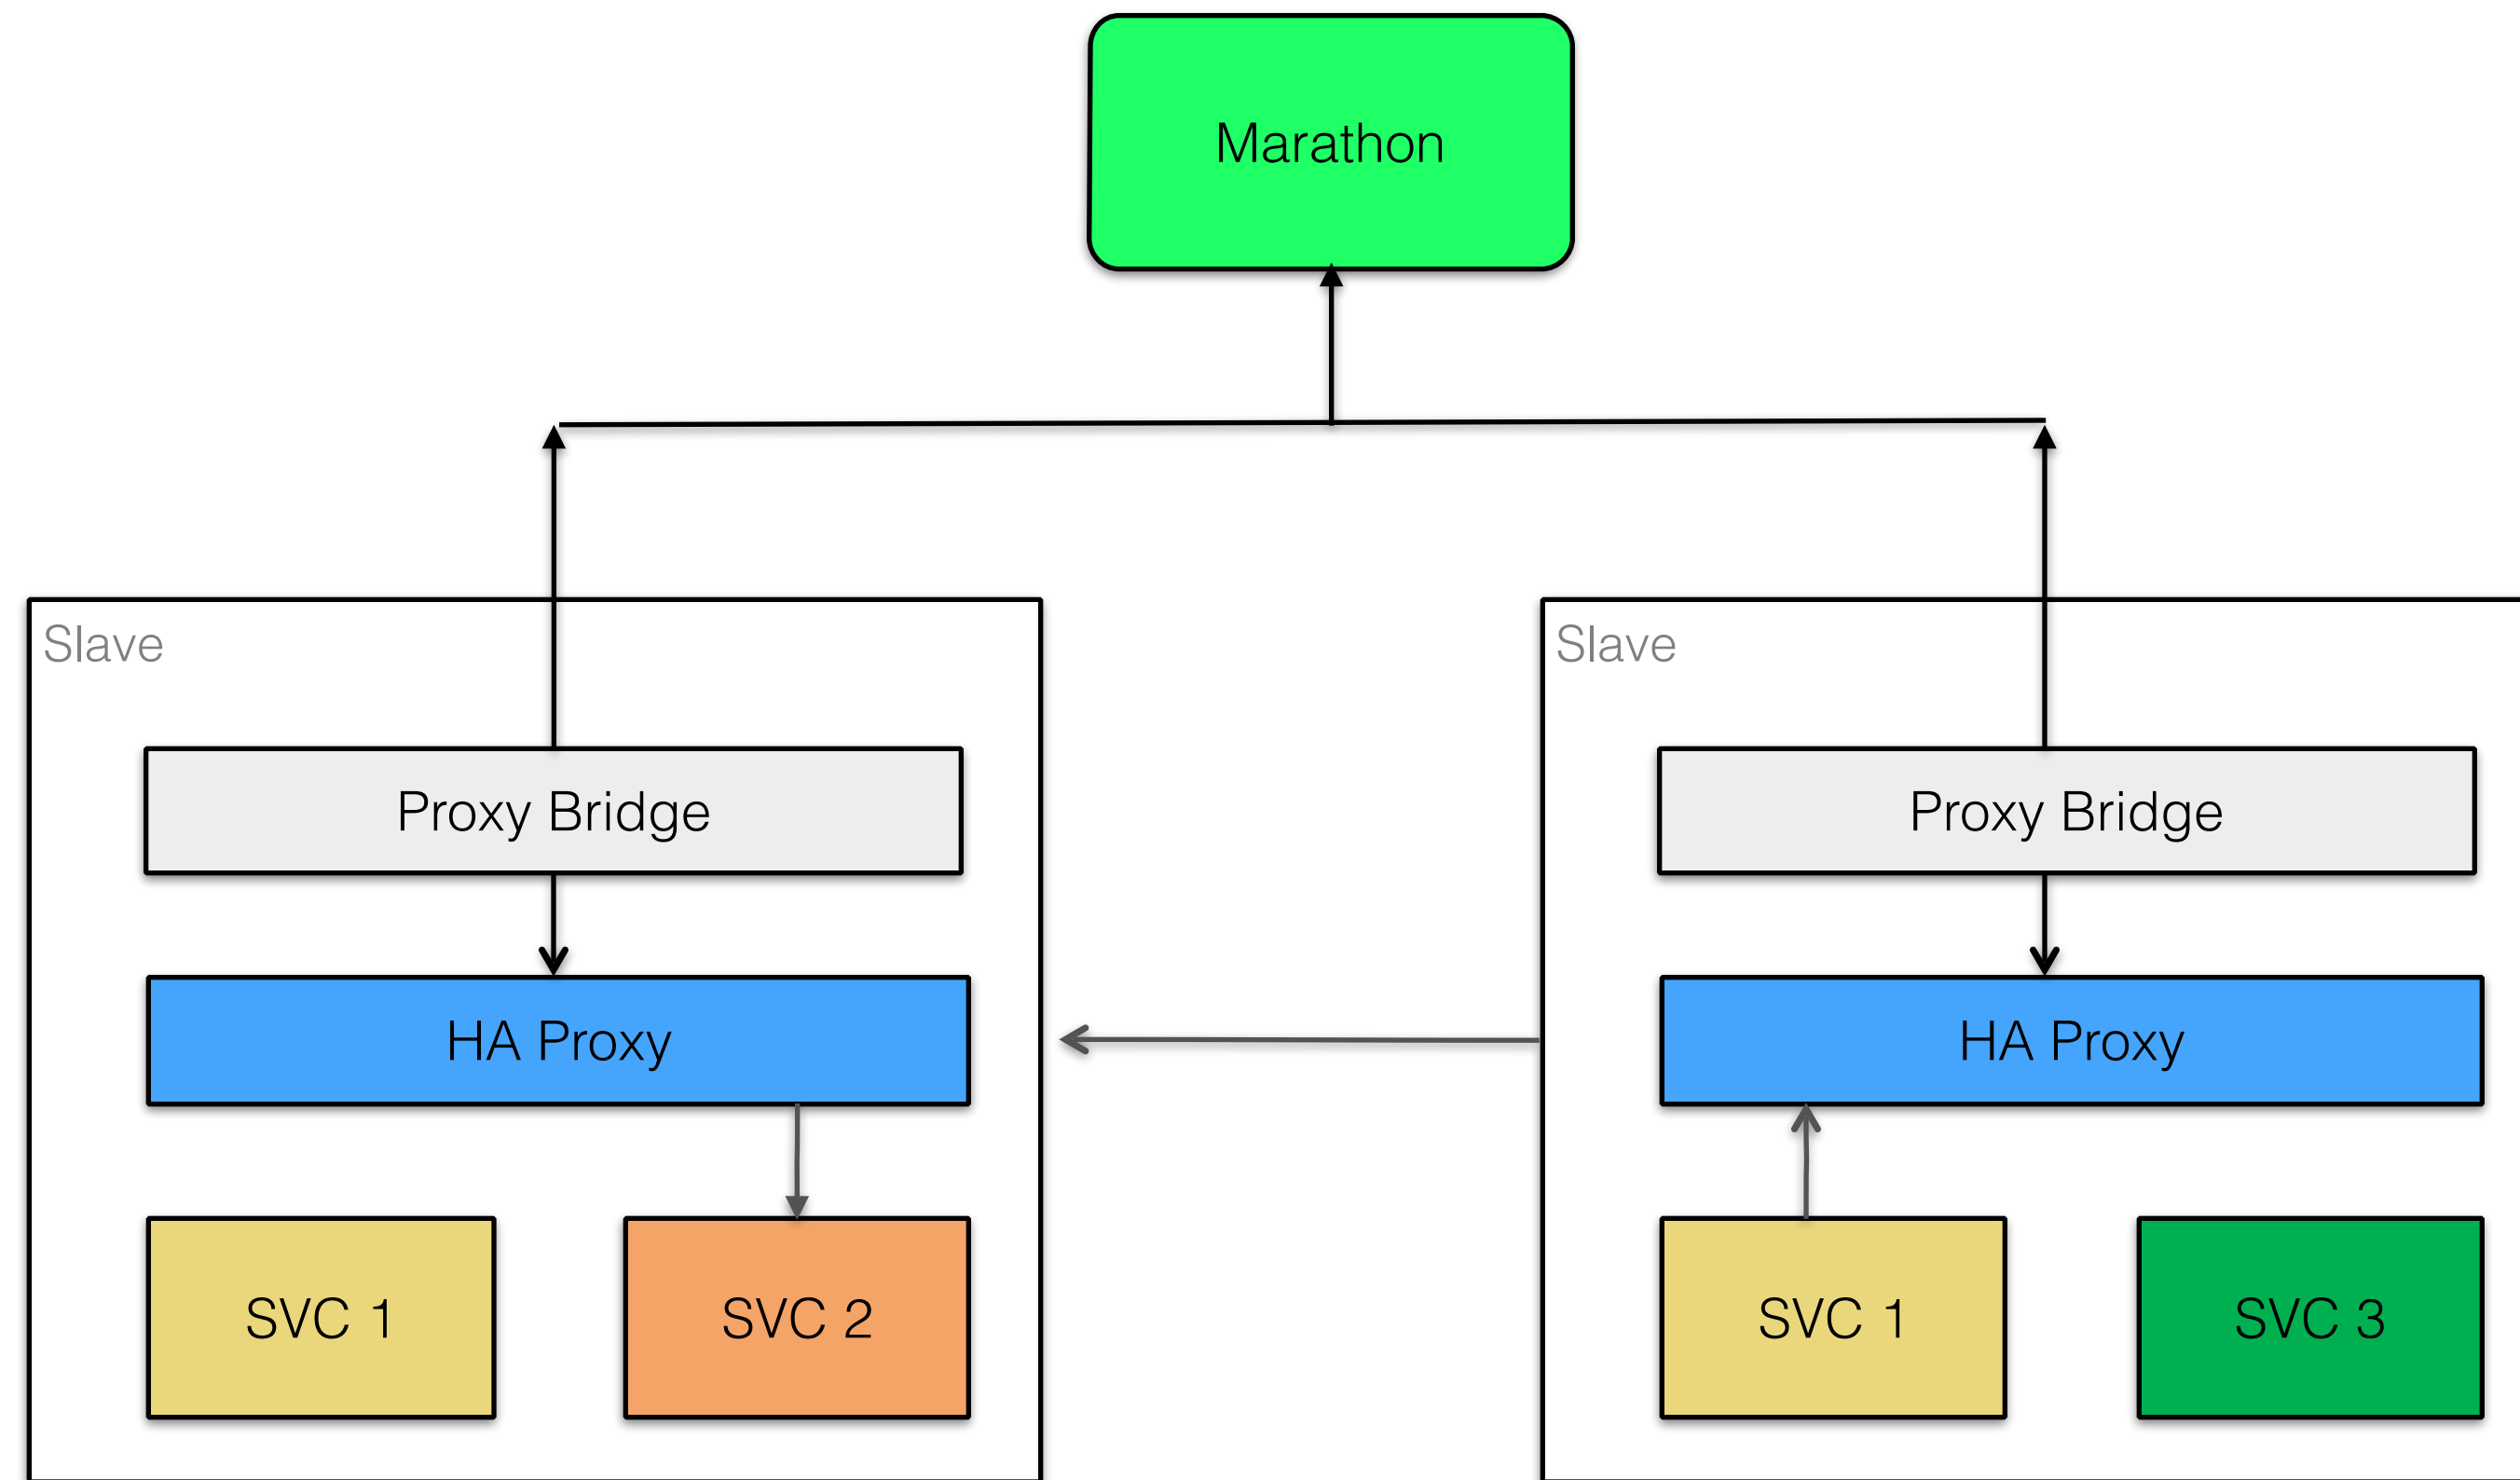 Marathon
Slave
Slave
Proxy Bridge
Proxy Bridge
HA Proxy
HA Proxy
SVC 1
SVC 2
SVC 1
SVC 3